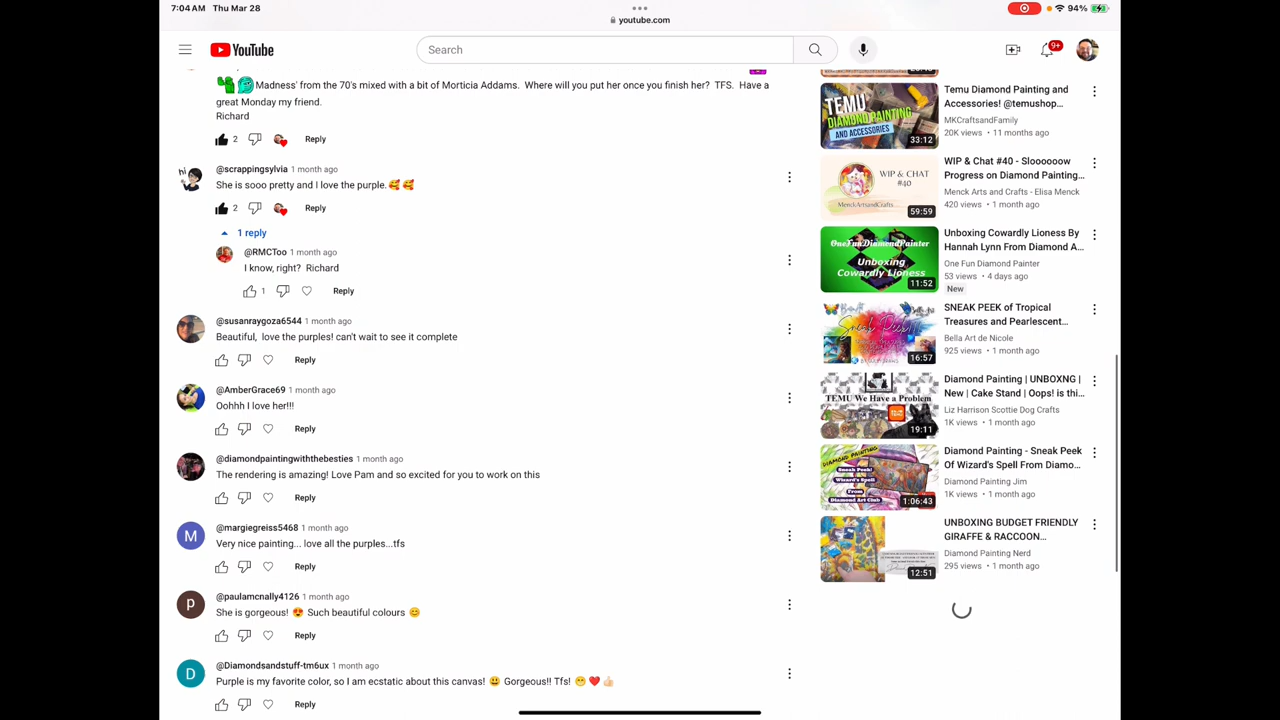 7:04 AM Thu Mar 28
youtube.com
94%
YouTube
Search
9+
Madness' from the 70's mixed with a bit of Morticia Addams. Where will you put her once you finish her? TFS. Have a
great Monday my friend.
Richard
2 Reply
@scrappingsylvia 1 month ago
She is sooo pretty and I love the purple.🥰 🥰
2 Reply
1 reply
@RMCToo 1 month ago
I know, right? Richard
1 Reply
@susanraygoza6544 1 month ago
Beautiful, love the purples! can't wait to see it complete
Reply
@AmberGrace69 1 month ago
Oohhh I love her!!!
Reply
@diamondpaintingwiththebesties 1 month ago
The rendering is amazing! Love Pam and so excited for you to work on this
Reply
M
@margiegreiss5468 1 month ago
Very nice painting... love all the purples...tfs
Reply
P
@paulamcnally4126 1 month ago
She is gorgeous! 😍 Such beautiful colours 😊
Reply
D
@Diamondsandstuff-tm6ux 1 month ago
Purple is my favorite color, so I am ecstatic about this canvas! 😃 Gorgeous!! Tfs! 😁❤️👍🏻
Reply
TEMU
DIAMOND PAINTING
AND ACCESSORIES
33:12
Temu Diamond Painting and
Accessories! @temushop...
MKCraftsandFamily
20K views • 11 months ago
WIP & CHAT
#40
MenckArtsandCrafts
59:59
WIP & Chat #40 - Sloooooow
Progress on Diamond Painting...
Menck Arts and Crafts - Elisa Menck
420 views • 1 month ago
OneFunDiamondPainter
Unboxing
Cowardly Lioness
11:52
Unboxing Cowardly Lioness By
Hannah Lynn From Diamond A...
One Fun Diamond Painter
53 views • 4 days ago
New
Sneak Peek
16:57
SNEAK PEEK of Tropical
Treasures and Pearlescent...
Bella Art de Nicole
925 views • 1 month ago
TEMU We Have a Problem
19:11
Diamond Painting | UNBOXNG |
New | Cake Stand | Oops! is thi...
Liz Harrison Scottie Dog Crafts
1K views • 1 month ago
DIAMOND PAINTING
Sneak Peek!
Wizard's Spell
From
Diamond Art Club
1:06:43
Diamond Painting - Sneak Peek
Of Wizard's Spell From Diamo...
Diamond Painting Jim
1K views • 1 month ago
12:51
UNBOXING BUDGET FRIENDLY
GIRAFFE & RACCOON...
Diamond Painting Nerd
295 views • 1 month ago